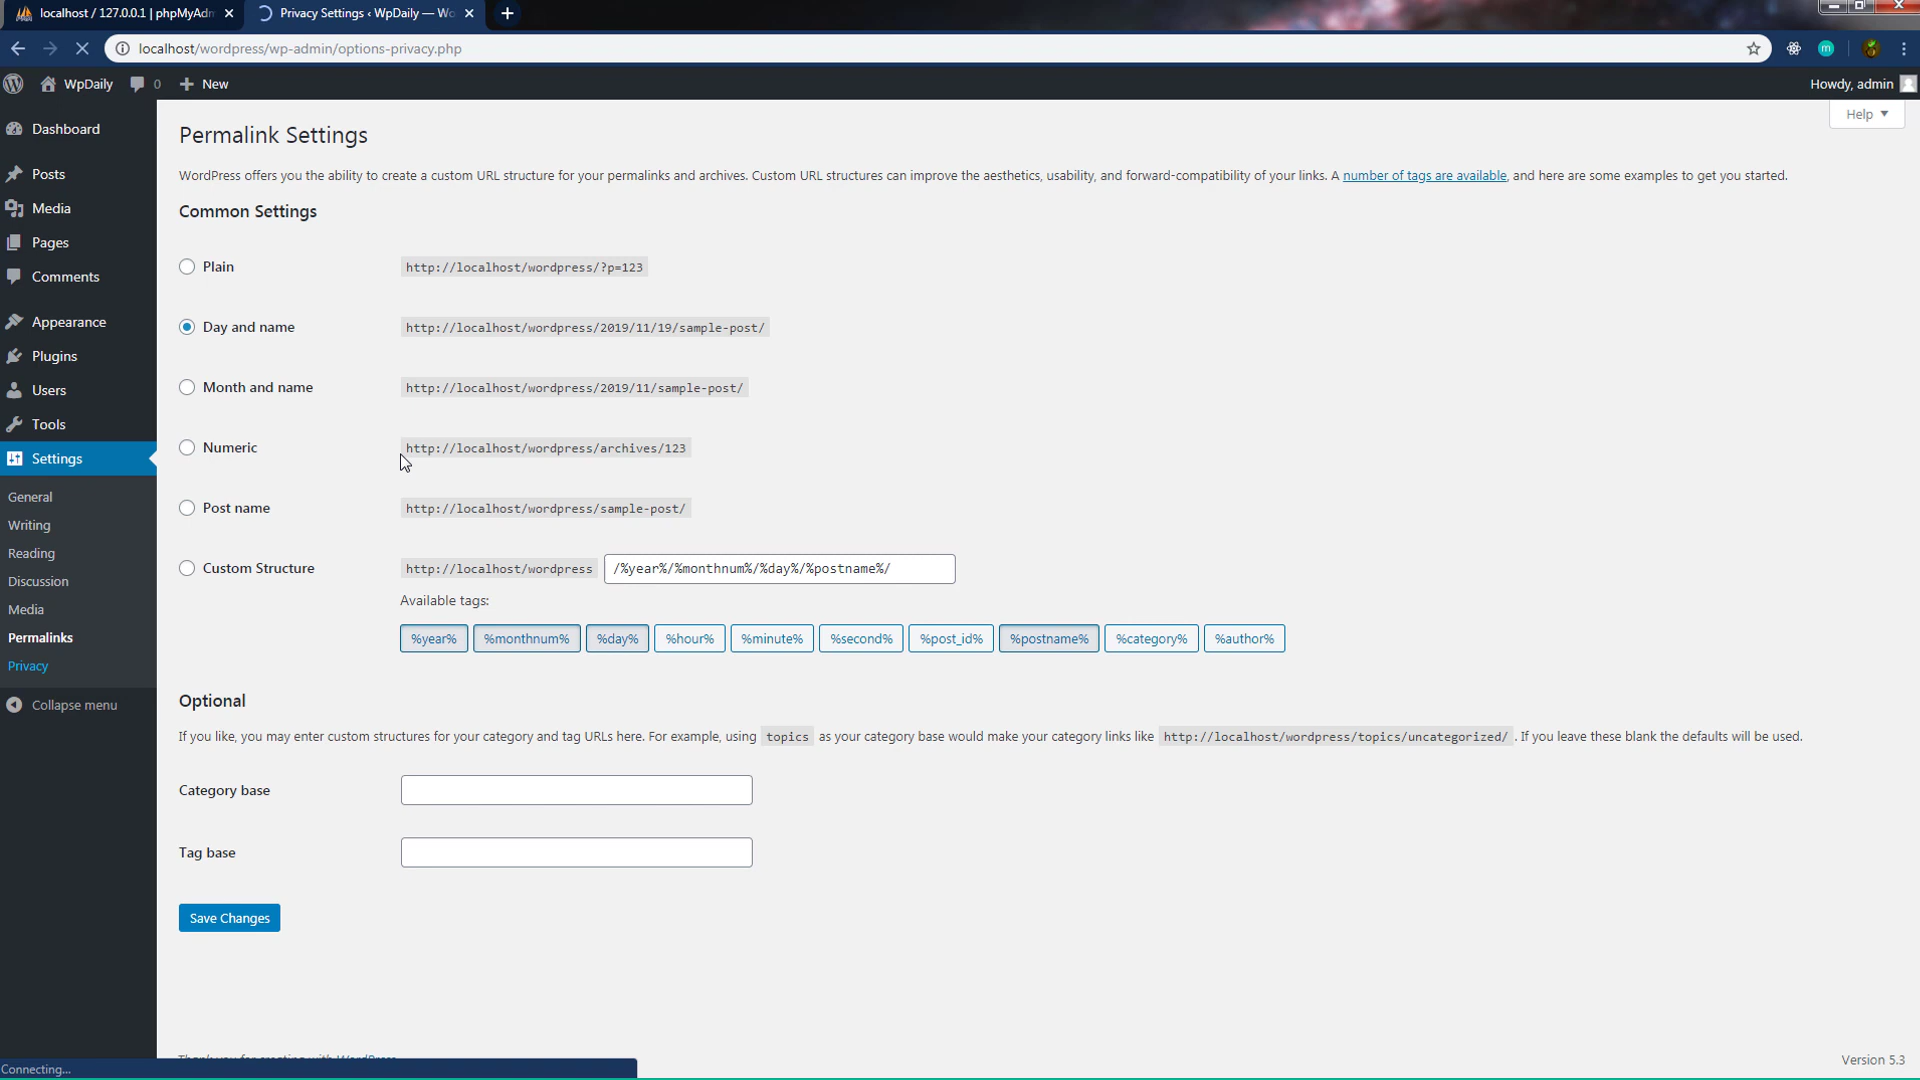 localhost / 127.0.0.1 | phpMyAdm
Privacy Settings ‹ WpDaily — Wo
localhost/wordpress/wp-admin/options-privacy.php
m
WpDaily
0
New
Howdy, admin
Help
Dashboard
Posts
Media
Pages
Comments
Appearance
Plugins
Users
Tools
Settings
General
Writing
Reading
Discussion
Media
Permalinks
Privacy
Collapse menu
Permalink Settings
WordPress offers you the ability to create a custom URL structure for your permalinks and archives. Custom URL structures can improve the aesthetics, usability, and forward-compatibility of your links. A number of tags are available, and here are some examples to get you started.
Common Settings
Plain http://localhost/wordpress/?p=123
Day and name http://localhost/wordpress/2019/11/19/sample-post/
Month and name http://localhost/wordpress/2019/11/sample-post/
Numeric http://localhost/wordpress/archives/123
Post name http://localhost/wordpress/sample-post/
Custom Structure http://localhost/wordpress /%year%/%monthnum%/%day%/%postname%/
Available tags:
%year% %monthnum% %day% %hour% %minute% %second% %post_id% %postname% %category% %author%
Optional
If you like, you may enter custom structures for your category and tag URLs here. For example, using topics as your category base would make your category links like http://localhost/wordpress/topics/uncategorized/ . If you leave these blank the defaults will be used.
Category base
Tag base
Save Changes
Thank you for creating with WordPress
Version 5.3
Connecting...